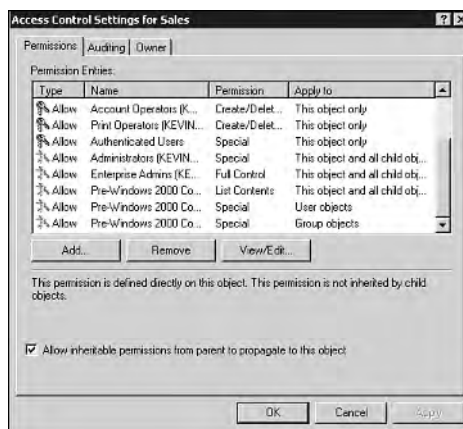 Access Control Settings for Sales
Permissions Auditing Owner
Permission Entries:
Type Name Permission Apply to
Allow Account Operators (K... Create/Delet... This object only
Allow Print Operators (KEVIN... Create/Delet... This object only
Allow Authenticated Users Special This object only
Allow Administrators (KEVIN... Special This object and all child obj...
Allow Enterprise Admins (KE... Full Control This object and all child obj...
Allow Pre-Windows 2000 Co... List Contents This object and all child obj...
Allow Pre-Windows 2000 Co... Special User objects
Allow Pre-Windows 2000 Co... Special Group objects
Add... Remove View/Edit...
This permission is defined directly on this object. This permission is not inherited by child
objects.
Allow inheritable permissions from parent to propagate to this object
OK Cancel Apply